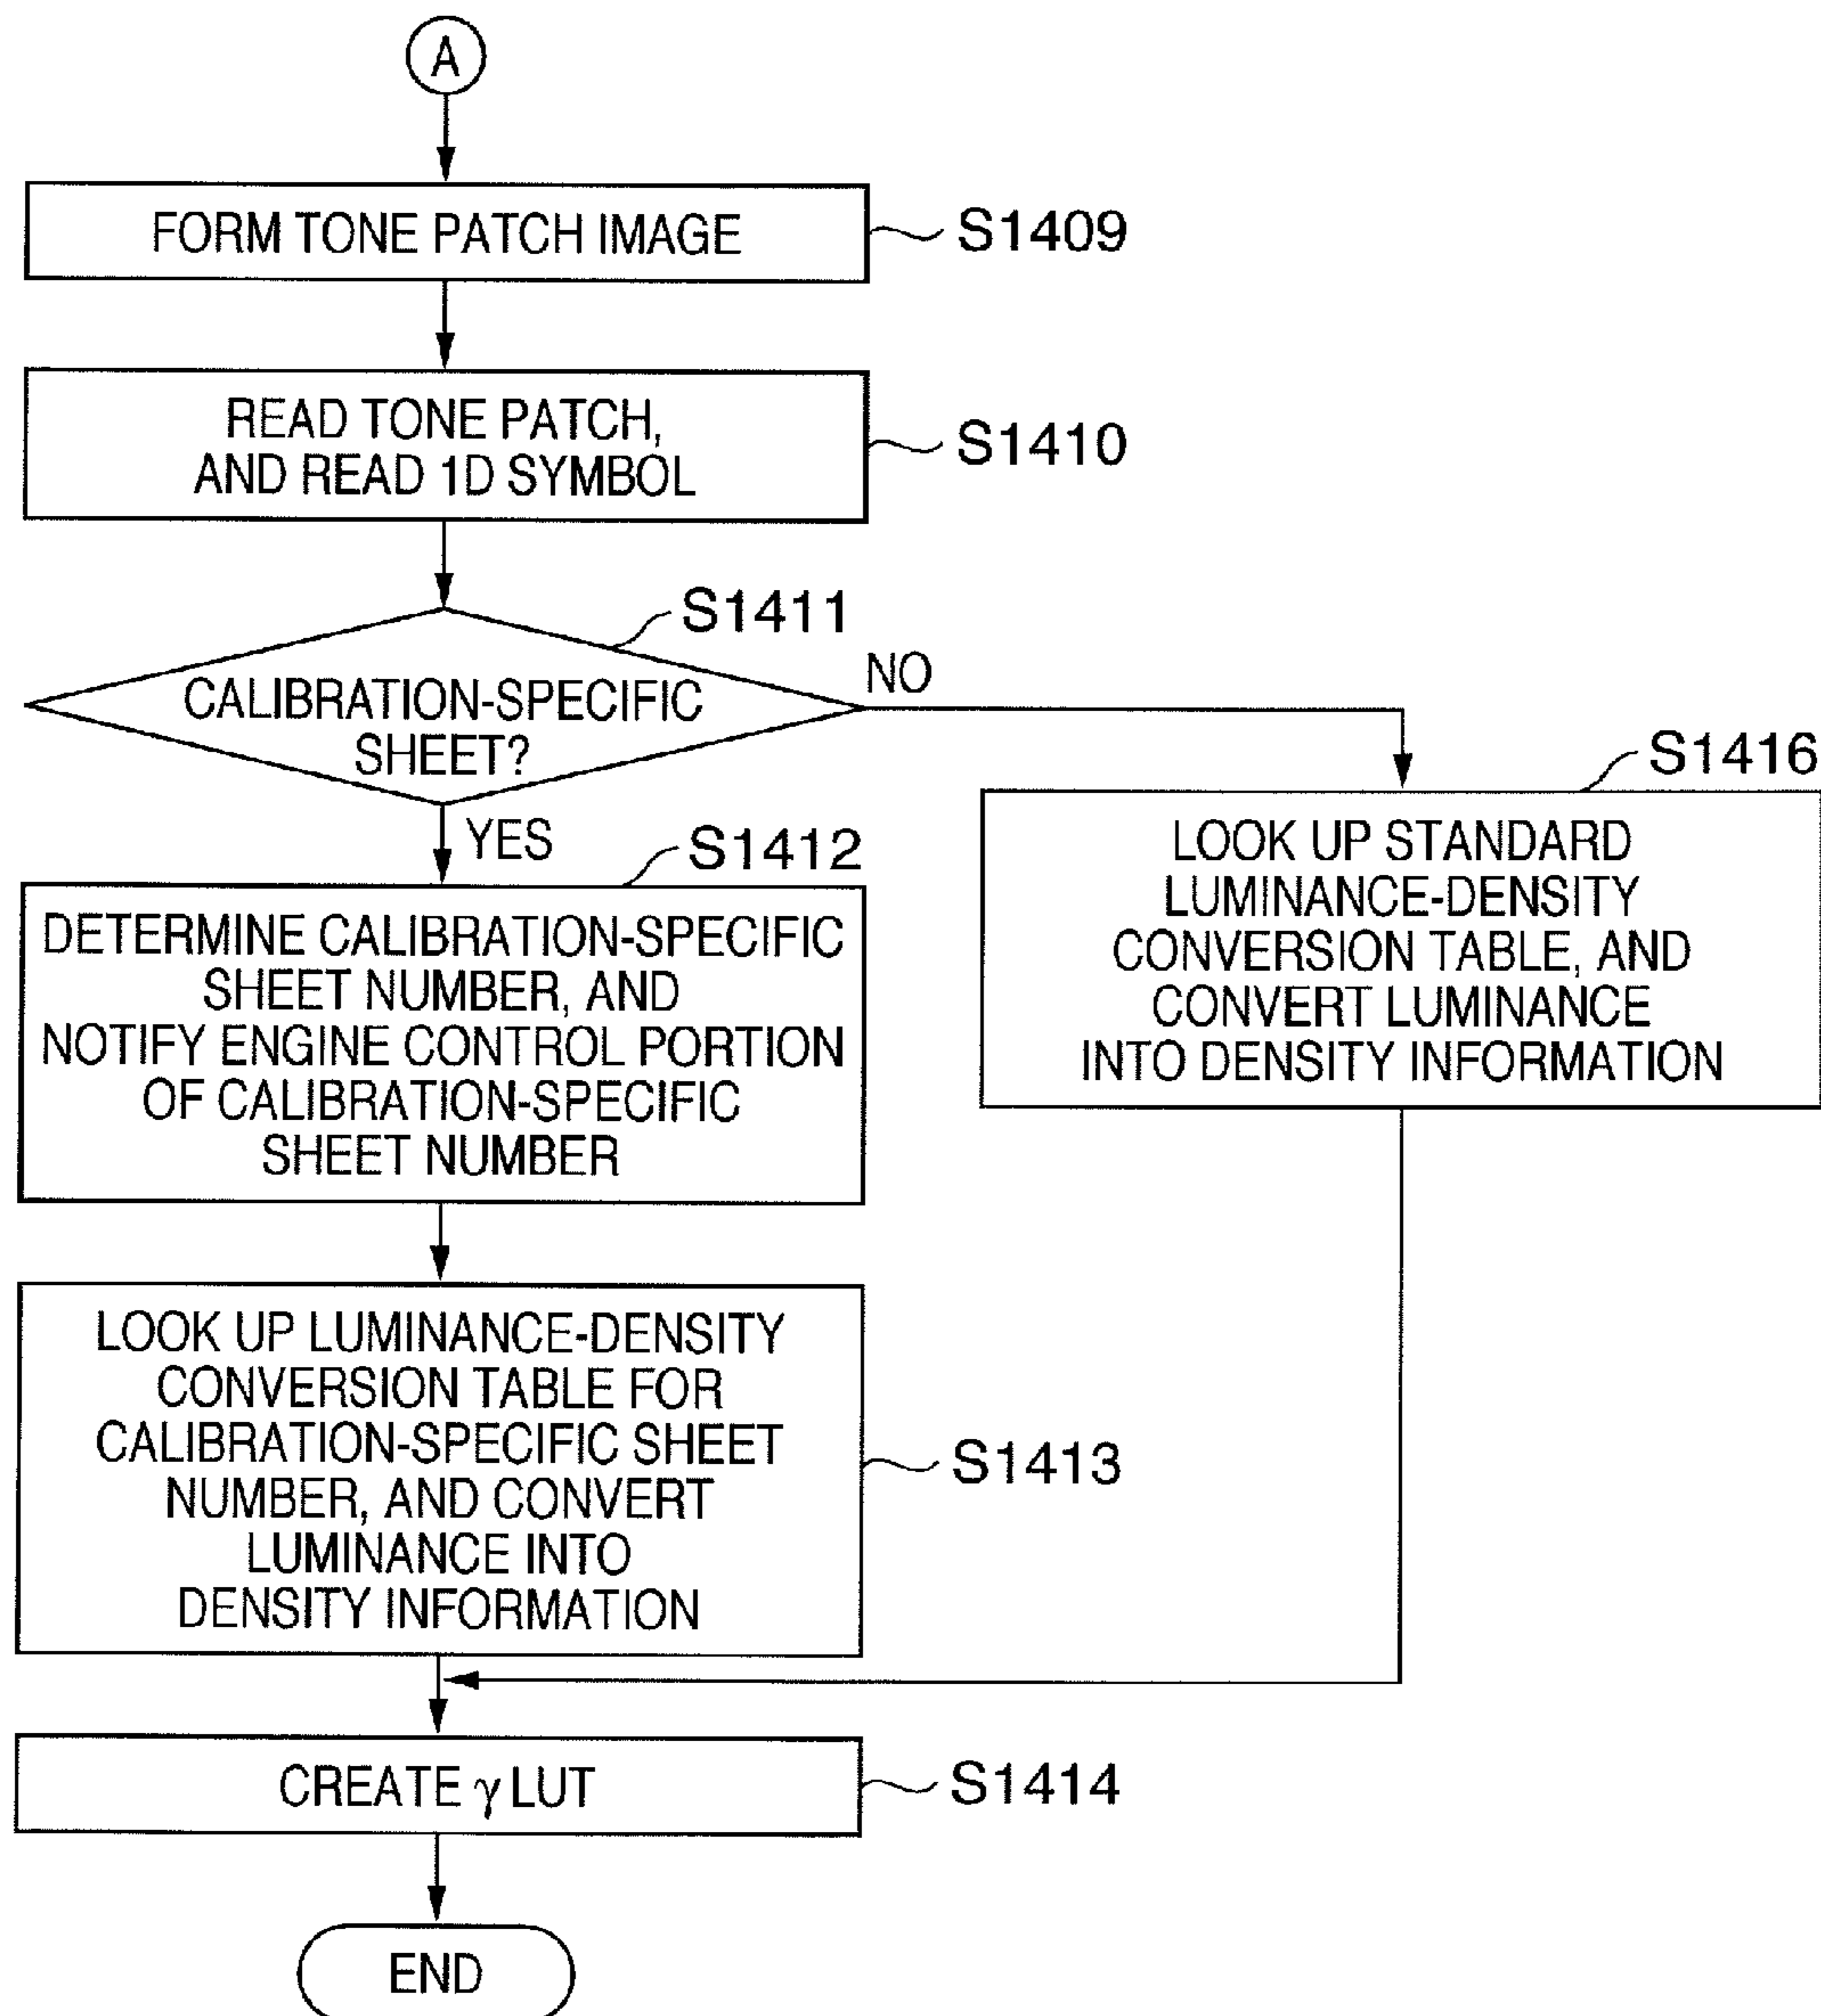 A
FORM TONE PATCH IMAGE
S1409
READ TONE PATCH,
AND READ 1D SYMBOL
S1410
S1411
CALIBRATION-SPECIFIC
SHEET?
NO
YES
S1412
DETERMINE CALIBRATION-SPECIFIC
SHEET NUMBER, AND
NOTIFY ENGINE CONTROL PORTION
OF CALIBRATION-SPECIFIC
SHEET NUMBER
S1416
LOOK UP STANDARD
LUMINANCE-DENSITY
CONVERSION TABLE, AND
CONVERT LUMINANCE
INTO DENSITY INFORMATION
LOOK UP LUMINANCE-DENSITY
CONVERSION TABLE FOR
CALIBRATION-SPECIFIC SHEET
NUMBER, AND CONVERT
LUMINANCE INTO
DENSITY INFORMATION
S1413
CREATE γ LUT
S1414
END